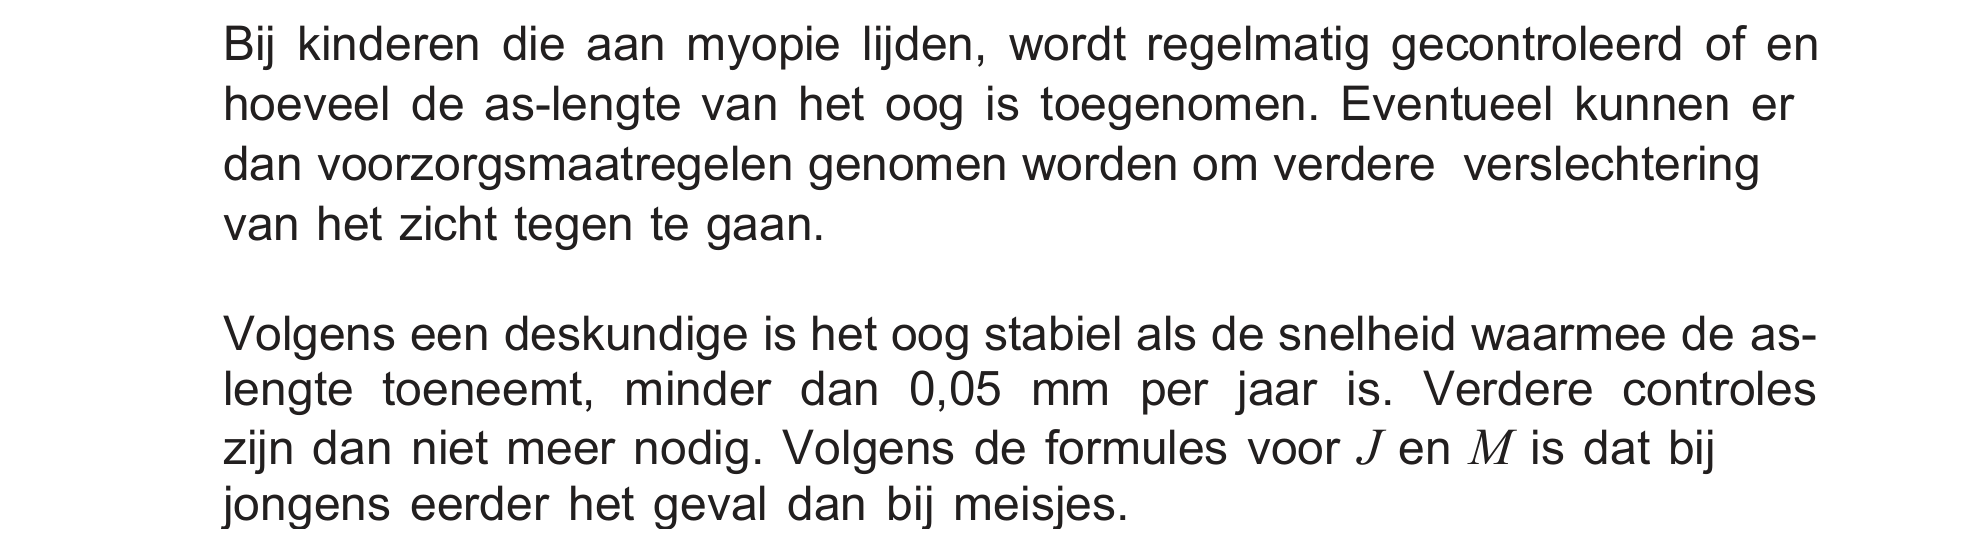 Bij kinderen die aan myopie lijden, wordt regelmatig gecontroleerd of en
hoeveel de as-lengte van het oog is toegenomen. Eventueel kunnen er
dan voorzorgsmaatregelen genomen worden om verdere verslechtering
van het zicht tegen te gaan.
Volgens een deskundige is het oog stabiel als de snelheid waarmee de as-
lengte toeneemt, minder dan 0,05 mm per jaar is. Verdere controles
zijn dan niet meer nodig. Volgens de formules voor J en M is dat bij
jongens eerder het geval dan bij meisjes.